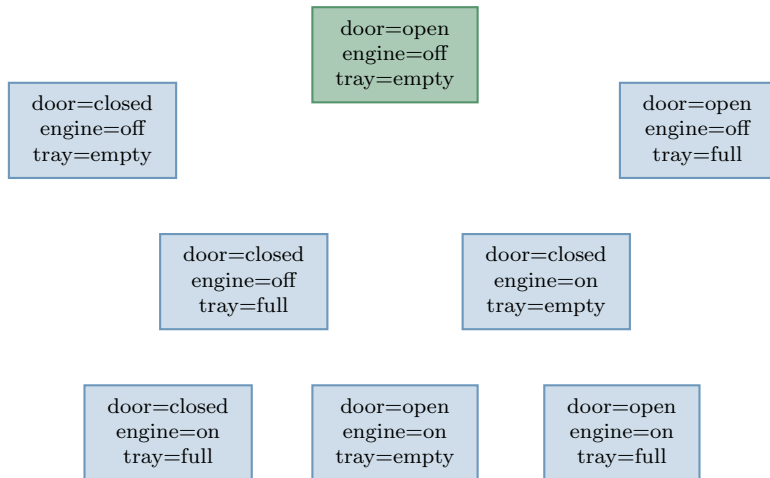 door=open
engine=off
tray=empty
door=closed
engine=off
tray=empty
door=open
engine=off
tray=full
door=closed
engine=off
tray=full
door=closed
engine=on
tray=empty
door=closed
engine=on
tray=full
door=open
engine=on
tray=empty
door=open
engine=on
tray=full